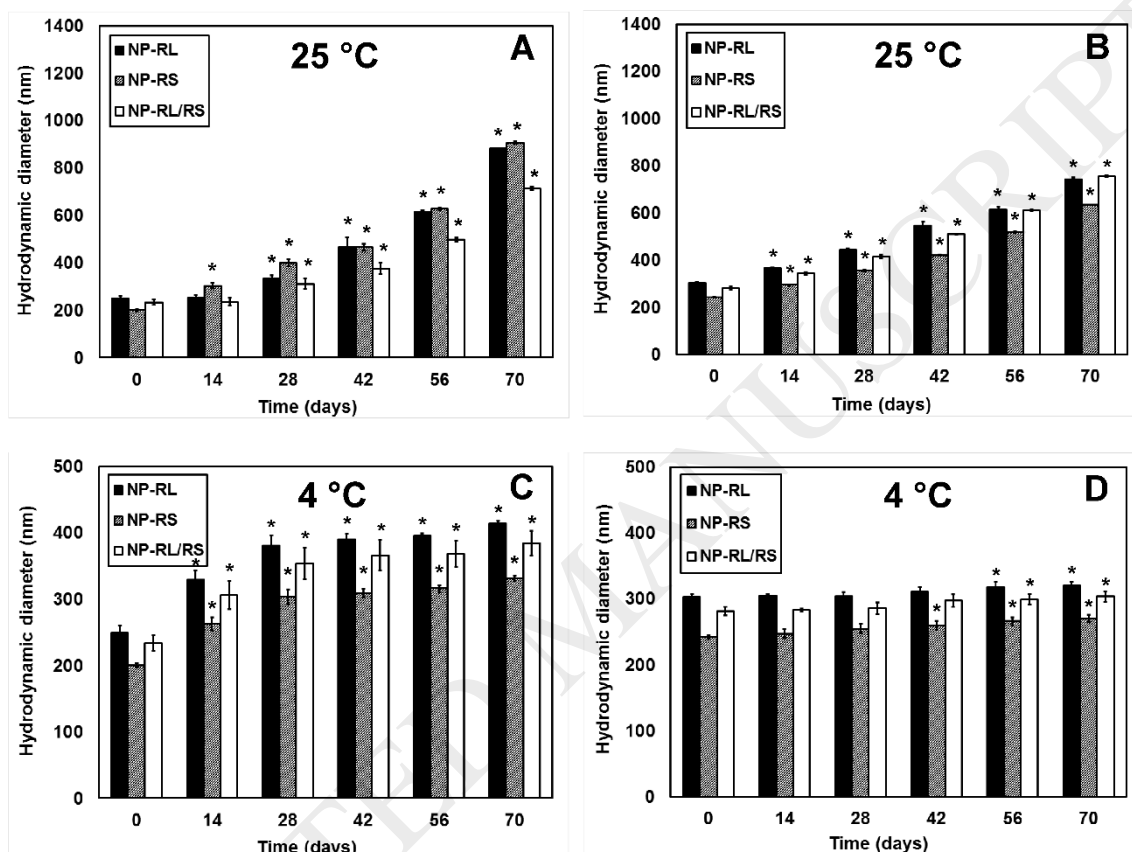 A
25 °C
NP-RL
NP-RS
NP-RL/RS
Hydrodynamic diameter (nm)
1400
1200
1000
800
600
400
200
0
* * * * * * * * * * * * *
0 14 28 42 56 70
Time (days)
B
25 °C
NP-RL
NP-RS
NP-RL/RS
Hydrodynamic diameter (nm)
1400
1200
1000
800
600
400
200
0
* * * * * * * * * * * * * * *
0 14 28 42 56 70
Time (days)
C
4 °C
NP-RL
NP-RS
NP-RL/RS
Hydrodynamic diameter (nm)
500
400
300
200
100
0
* * * * * * * * * * * * * * *
0 14 28 42 56 70
Time (days)
D
4 °C
NP-RL
NP-RS
NP-RL/RS
Hydrodynamic diameter (nm)
500
400
300
200
100
0
* * * * * * *
0 14 28 42 56 70
Time (days)
TED MANUSCRIPT